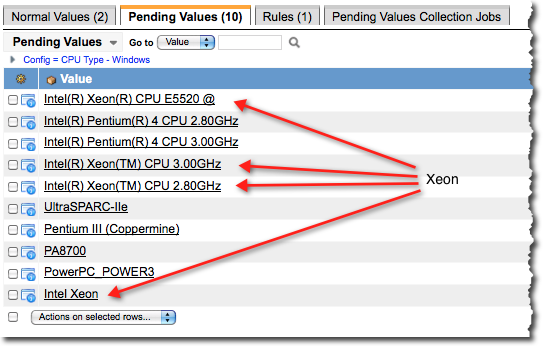 Normal Values (2) Pending Values (10) Rules (1) Pending Values Collection Jobs
Pending Values Go to Value
Config = CPU Type - Windows
Value
Intel(R) Xeon(R) CPU E5520 @
Intel(R) Pentium(R) 4 CPU 2.80GHz
Intel(R) Pentium(R) 4 CPU 3.00GHz
Intel(R) Xeon(TM) CPU 3.00GHz
Xeon
Intel(R) Xeon(TM) CPU 2.80GHz
UltraSPARC-IIe
Pentium III (Coppermine)
PA8700
PowerPC_POWER3
Intel Xeon
Actions on selected rows...